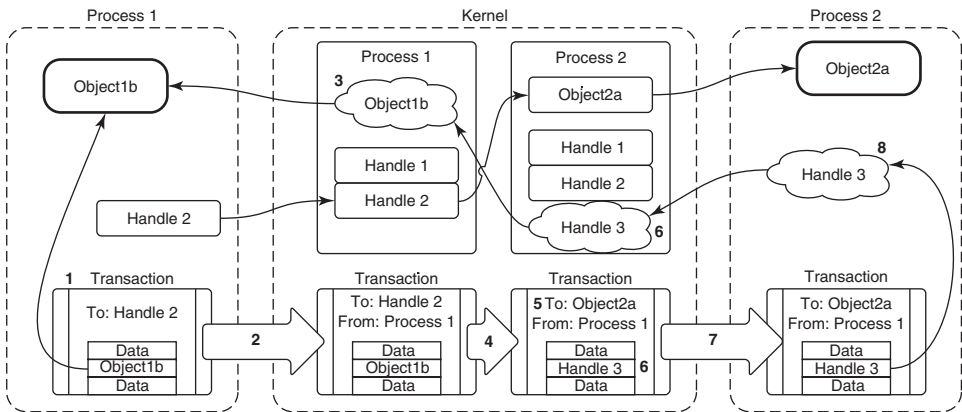 Process 1
Kernel
Process 2
Process 1
Process 2
Object1b
3
Object1b
Object2a
Object2a
Handle 1
Handle 2
Handle 1
Handle 2
Handle 3
6
8
Handle 3
Handle 2
1
Transaction
To: Handle 2
Data
Object1b
Data
2
Transaction
To: Handle 2
From: Process 1
Data
Object1b
Data
4
Transaction
5 To: Object2a
From: Process 1
Data
Handle 3
6
Data
7
Transaction
To: Object2a
From: Process 1
Data
Handle 3
Data